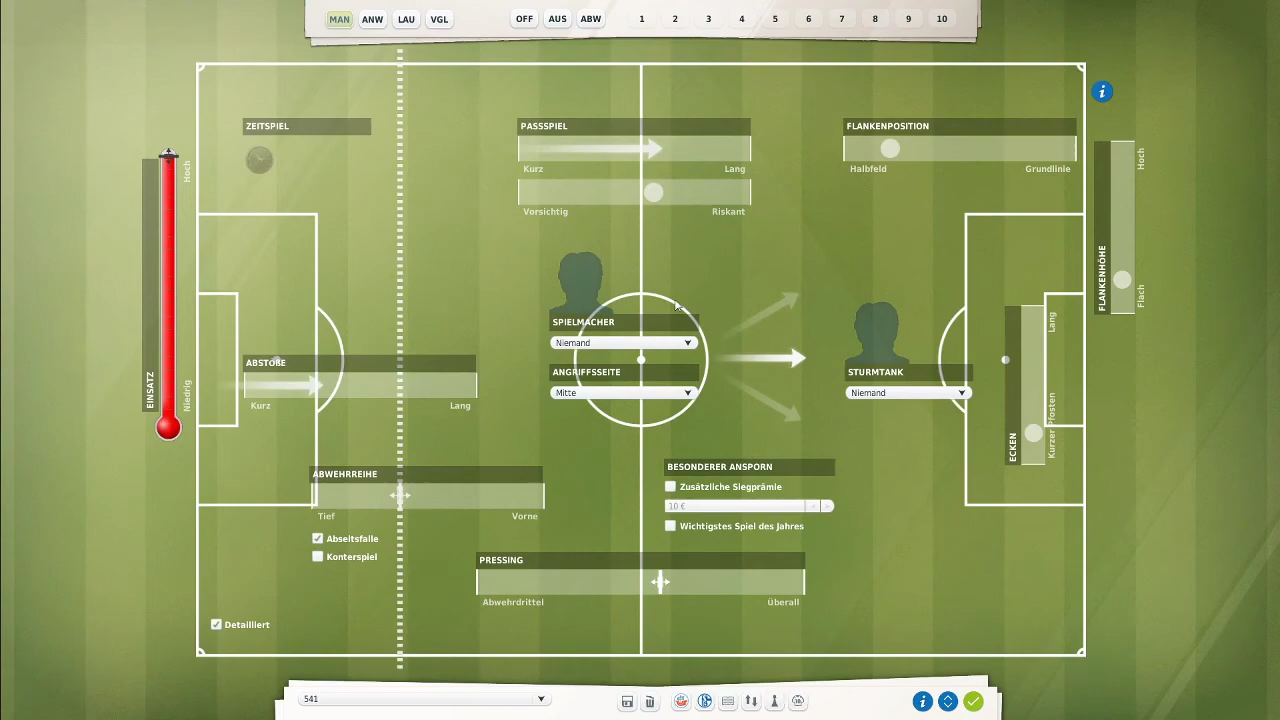 MAN ANW LAU VGL OFF AUS ABW 1 2 3 4 5 6 7 8 9 10
ZEITSPIEL
PASSSPIEL
Kurz Lang
Vorsichtig Riskant
FLANKENPOSITION
Halbfeld Grundlinie
EINSATZ
Hoch
Niedrig
FLANKENHÖHE
Hoch
Flach
SPIELMACHER
Niemand
ANGRIFFSSEITE
Mitte
STURMTANK
Niemand
ABSTÖßE
Kurz Lang
ECKEN
Lang
Kurzer Pfosten
ABWEHRREIHE
Tief Vorne
Abseitsfalle
Konterspiel
BESONDERER ANSPORN
Zusätzliche Siegprämie
10 €
Wichtigstes Spiel des Jahres
PRESSING
Abwehrdrittel Überall
Detailliert
541